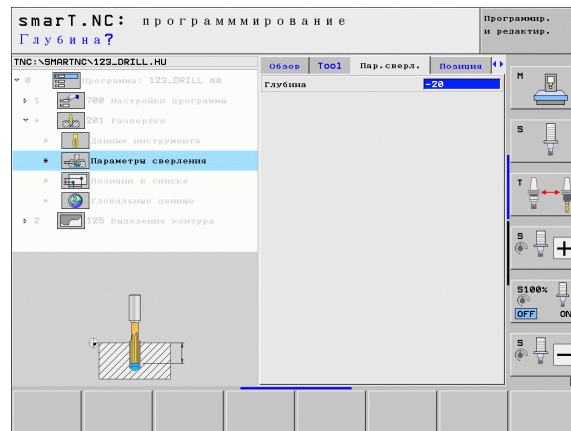 smarT.NC: программмирование
Глубина?
Программир.
и редактир.
TNC:\SMARTNC\123_DRILL.HU
0 Программа: 123_DRILL мм
1 700 Настройки программы
* 201 Развертка
* Данные инструмента
* Параметры сверления
* Позиции в списке
* Глобальные данные
2 125 Выделение контура
Обзор Tool Пар.сверл. Позиция
Глубина -20
M
S
T
S
S100%
OFF ON
S